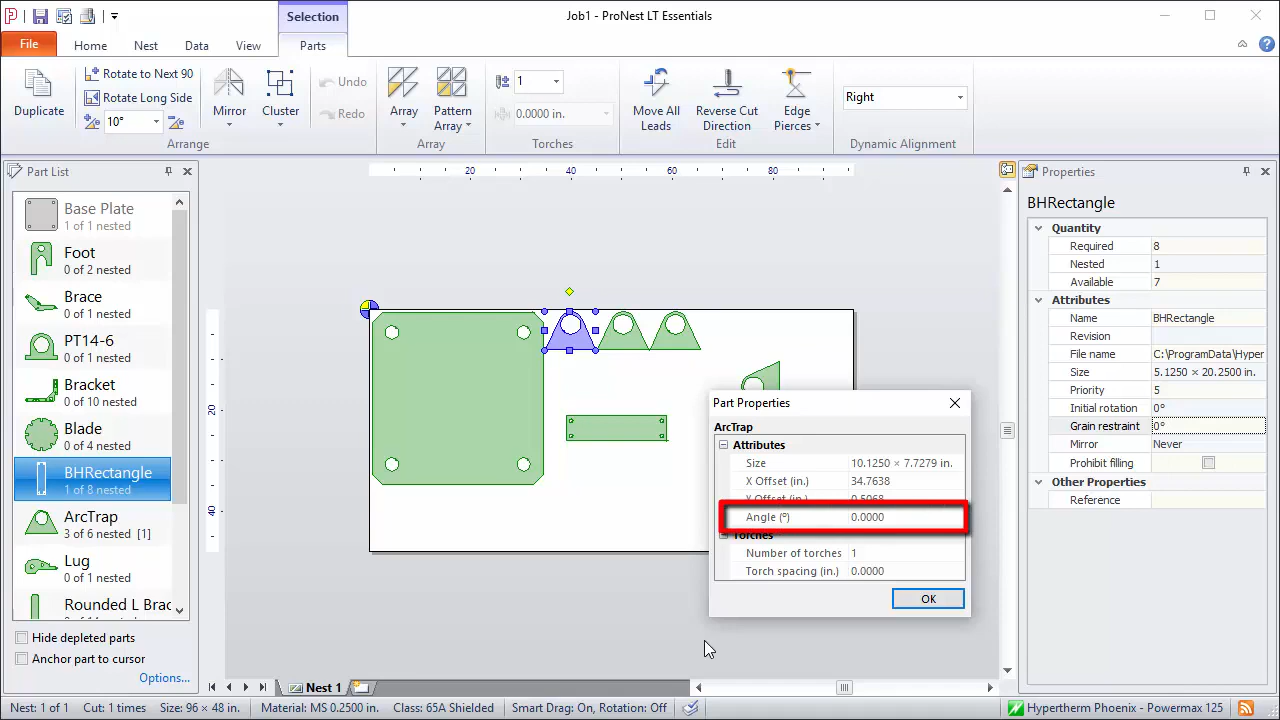 Selection
Job1 - ProNest LT Essentials
File
Home
Nest
Data
View
Parts
Duplicate
Rotate to Next 90
Rotate Long Side
10°
Mirror
Cluster
Undo
Redo
Arrange
Array
Pattern
Array
Array
1
0.0000 in.
Torches
Move All
Leads
Reverse Cut
Direction
Edge
Pierces
Edit
Right
Dynamic Alignment
Part List
Base Plate
1 of 1 nested
Foot
0 of 2 nested
Brace
0 of 3 nested
PT14-6
0 of 1 nested
Bracket
0 of 10 nested
Blade
0 of 4 nested
BHRectangle
1 of 8 nested
ArcTrap
3 of 6 nested [1]
Lug
0 of 6 nested
Rounded L Brac
Hide depleted parts
Anchor part to cursor
Options...
20
40
60
80
20
40
Part Properties
ArcTrap
Attributes
Size 10.1250 × 7.7279 in.
X Offset (in.) 34.7638
Y Offset (in.) 0.5068
Angle (º) 0.0000
Torches
Number of torches 1
Torch spacing (in.) 0.0000
OK
Nest 1
Properties
BHRectangle
Quantity
Required 8
Nested 1
Available 7
Attributes
Name BHRectangle
Revision
File name C:\ProgramData\Hyper
Size 5.1250 × 20.2500 in.
Priority 5
Initial rotation 0°
Grain restraint 0°
Mirror Never
Prohibit filling
Other Properties
Reference
Nest: 1 of 1
Cut: 1 times
Size: 96 × 48 in.
Material: MS 0.2500 in.
Class: 65A Shielded
Smart Drag: On, Rotation: Off
Hypertherm Phoenix - Powermax 125